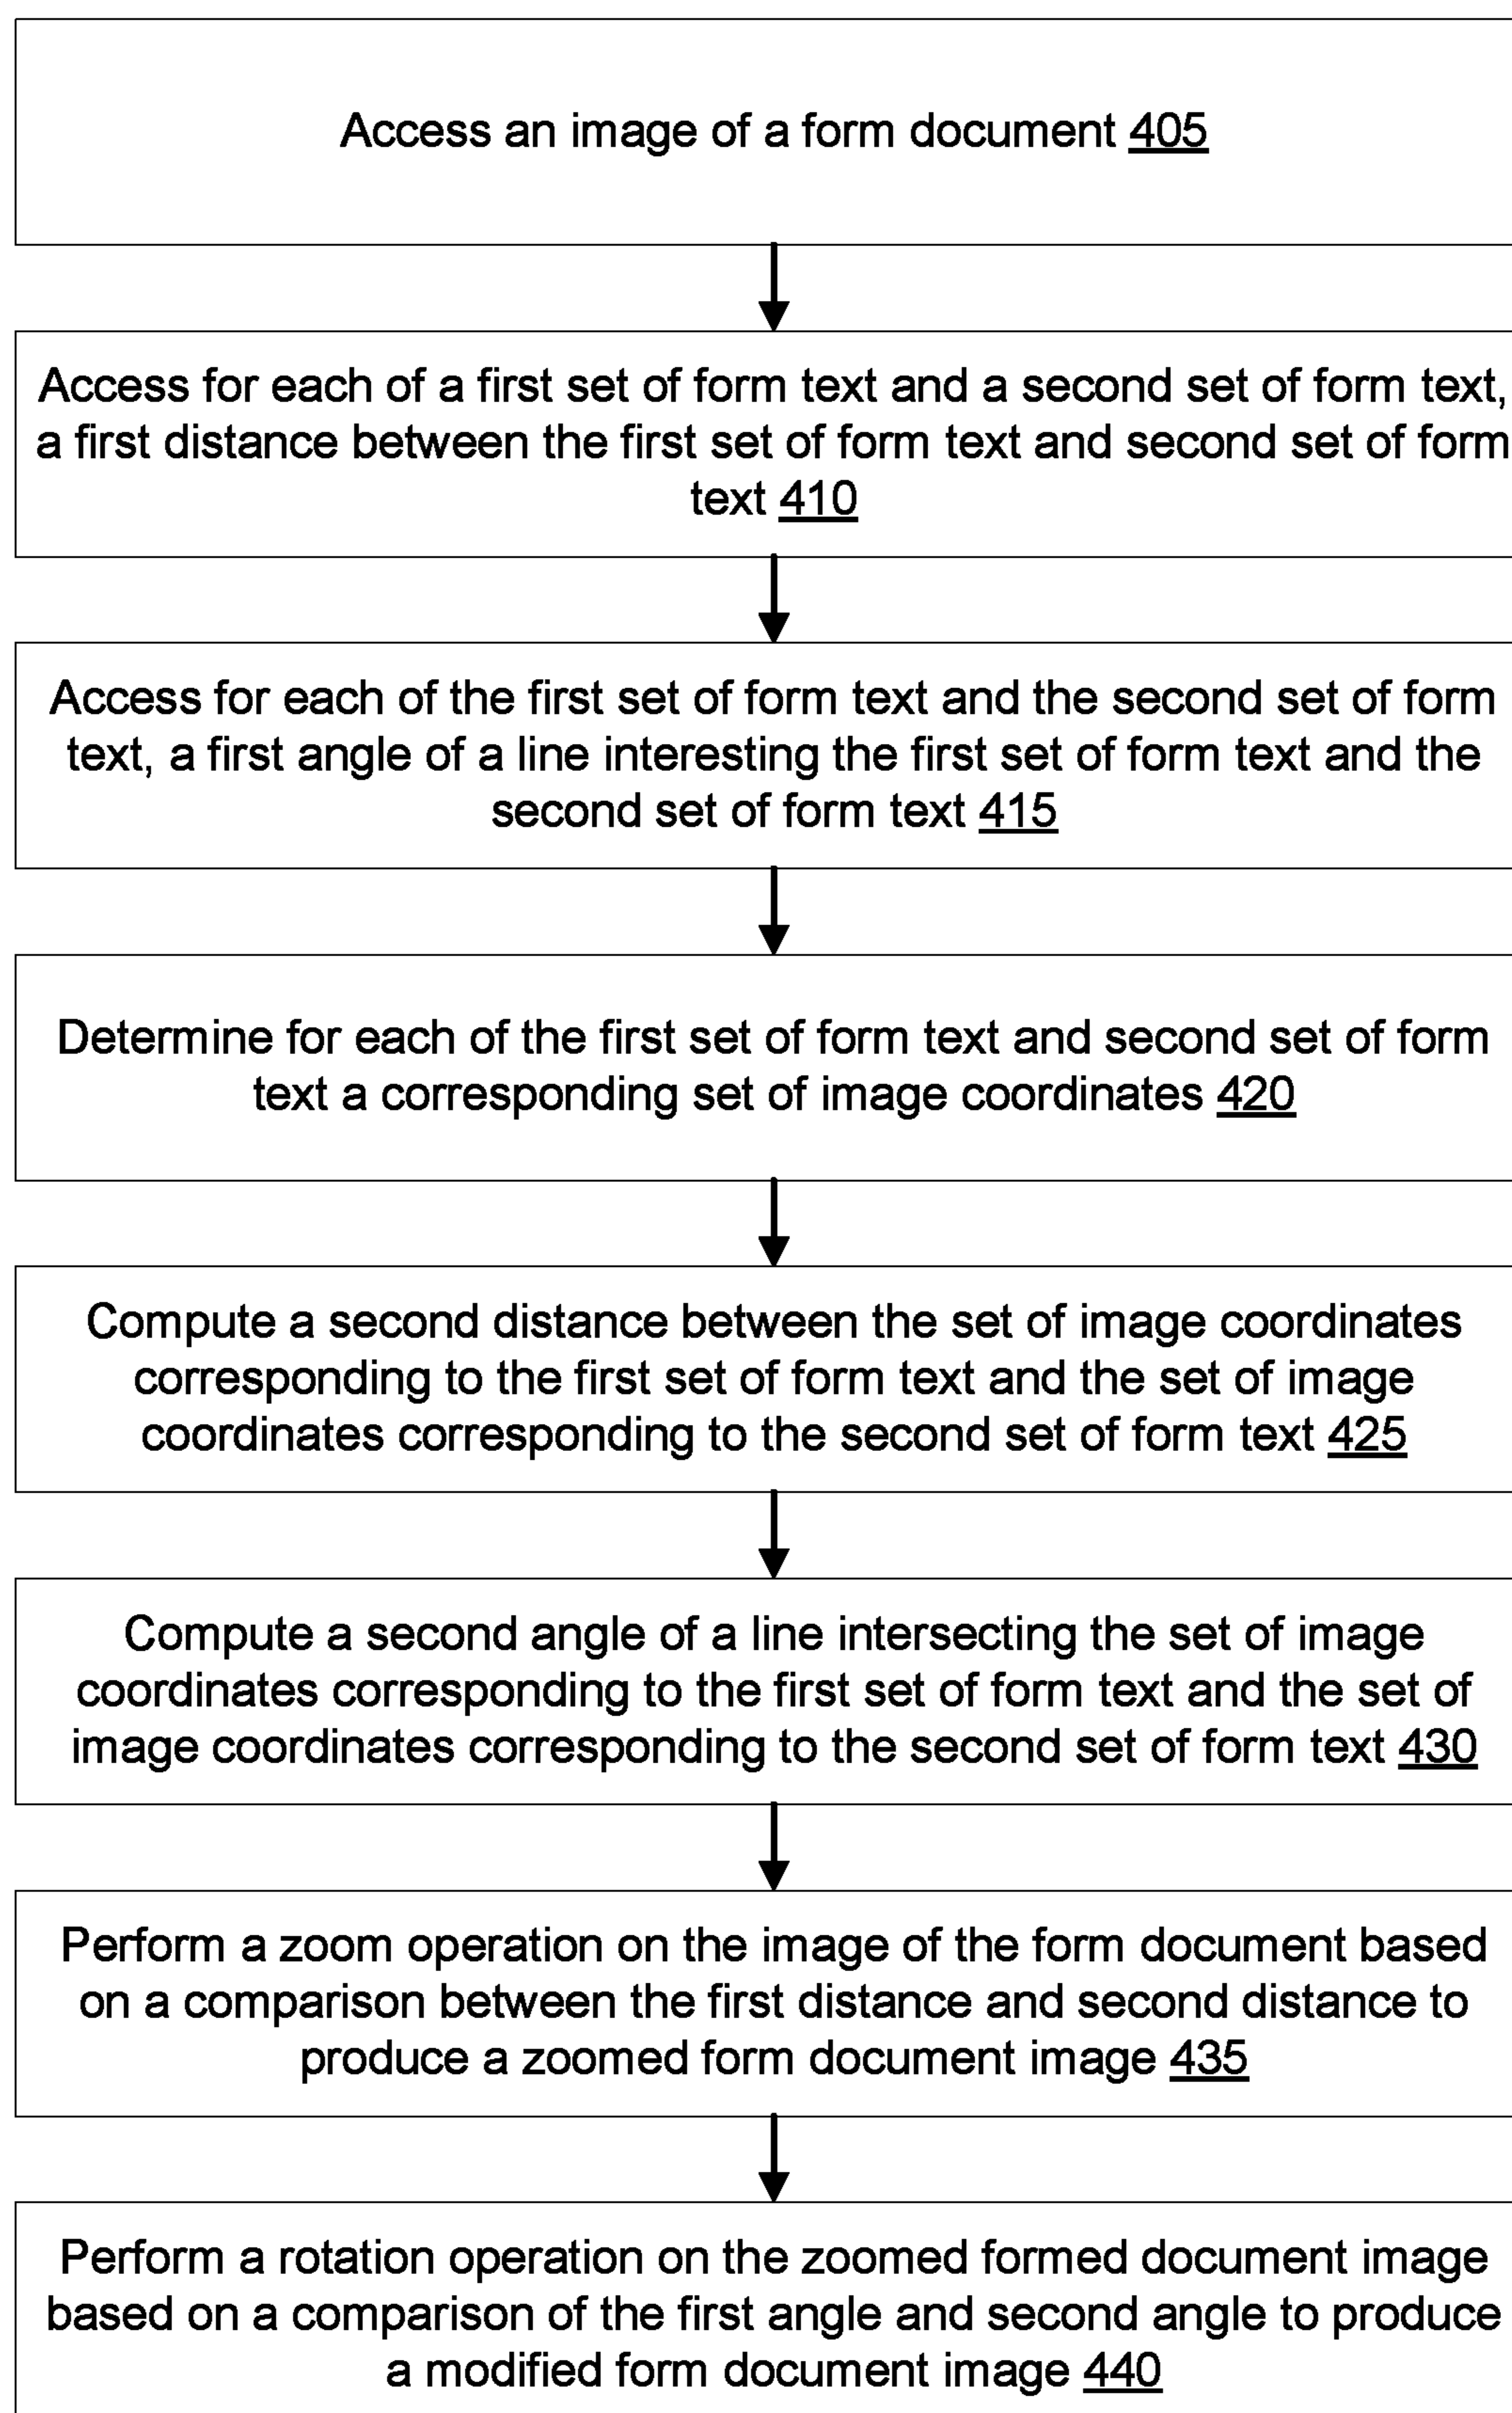 Access an image of a form document 405
Access for each of a first set of form text and a second set of form text,
a first distance between the first set of form text and second set of form
text 410
Access for each of the first set of form text and the second set of form
text, a first angle of a line interesting the first set of form text and the
second set of form text 415
Determine for each of the first set of form text and second set of form
text a corresponding set of image coordinates 420
Compute a second distance between the set of image coordinates
corresponding to the first set of form text and the set of image
coordinates corresponding to the second set of form text 425
Compute a second angle of a line intersecting the set of image
coordinates corresponding to the first set of form text and the set of
image coordinates corresponding to the second set of form text 430
Perform a zoom operation on the image of the form document based
on a comparison between the first distance and second distance to
produce a zoomed form document image 435
Perform a rotation operation on the zoomed formed document image
based on a comparison of the first angle and second angle to produce
a modified form document image 440